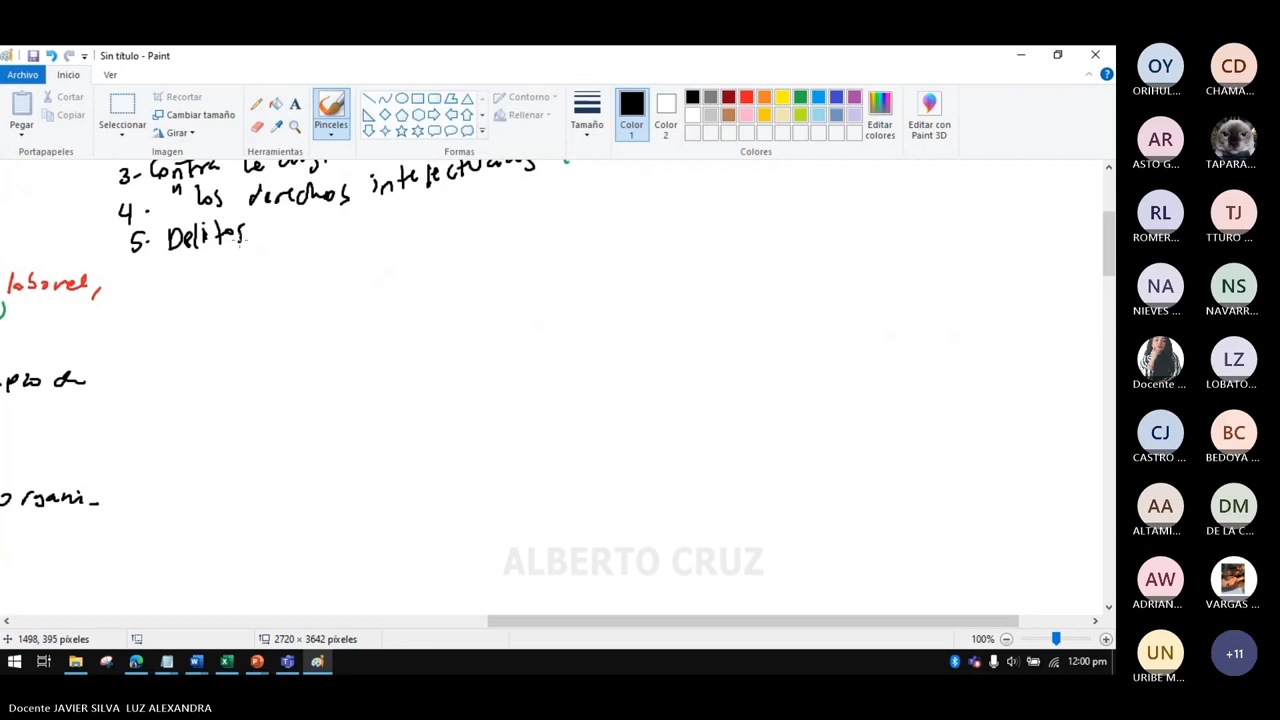 Sin título - Paint
Archivo Inicio Ver
Pegar
Cortar
Copiar
Portapapeles
Seleccionar
Recortar
Cambiar tamaño
Girar
Imagen
Herramientas
Pinceles
Contorno
Rellenar
Formas
Tamaño
Color 1
Color 2
Editar colores
Editar con Paint 3D
Colores
3- Contra le
4. " los derechos intelectuales
5. Delitos
laboral,
de
organi-
ALBERTO CRUZ
1498, 395 píxeles
2720 × 3642 píxeles
100%
12:00 pm
OY
ORIHUL...
CD
CHAMA...
AR
ASTO G...
TAPARA...
RL
ROMER...
TJ
TTURO ...
NA
NIEVES ...
NS
NAVARR...
Docente ...
LZ
LOBATO...
CJ
CASTRO ...
BC
BEDOYA ...
AA
ALTAMI...
DM
DE LA C...
AW
ADRIAN...
VARGAS ...
UN
URIBE M...
+11
Docente JAVIER SILVA LUZ ALEXANDRA